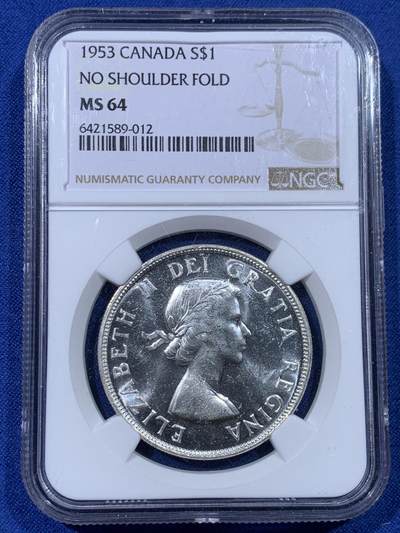 1953 CANADA S$1
NO SHOULDER FOLD
MS 64
6421589-012
NUMISMATIC GUARANTY COMPANY
NGC
ELIZABETH II DEI GRATIA REGINA